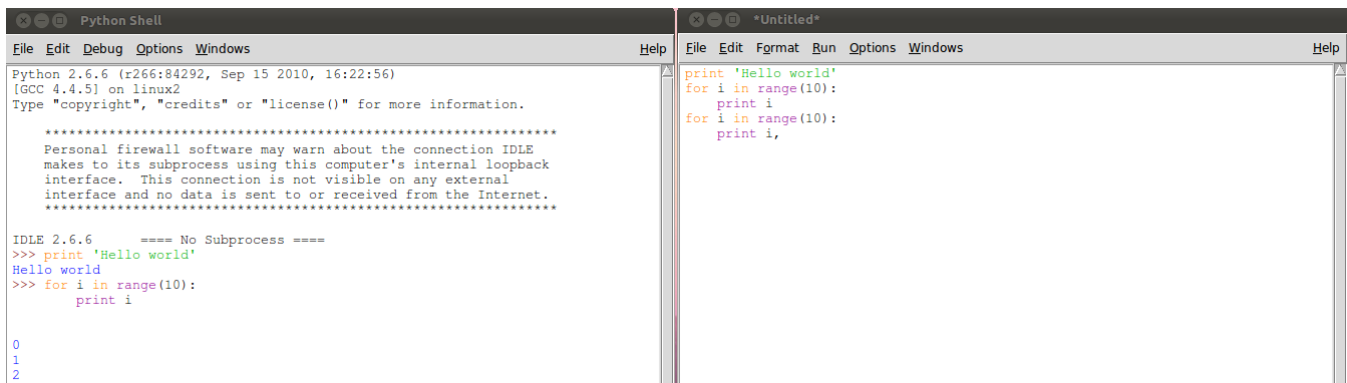 Python Shell
File Edit Debug Options Windows Help
Python 2.6.6 (r266:84292, Sep 15 2010, 16:22:56)
[GCC 4.4.5] on linux2
Type "copyright", "credits" or "license()" for more information.
****************************************************************
Personal firewall software may warn about the connection IDLE
makes to its subprocess using this computer's internal loopback
interface.  This connection is not visible on any external
interface and no data is sent to or received from the Internet.
****************************************************************
IDLE 2.6.6      ==== No Subprocess ====
>>> print 'Hello world'
Hello world
>>> for i in range(10):
        print i
0
1
2
*Untitled*
File Edit Format Run Options Windows Help
print 'Hello world'
for i in range(10):
    print i
for i in range(10):
    print i,